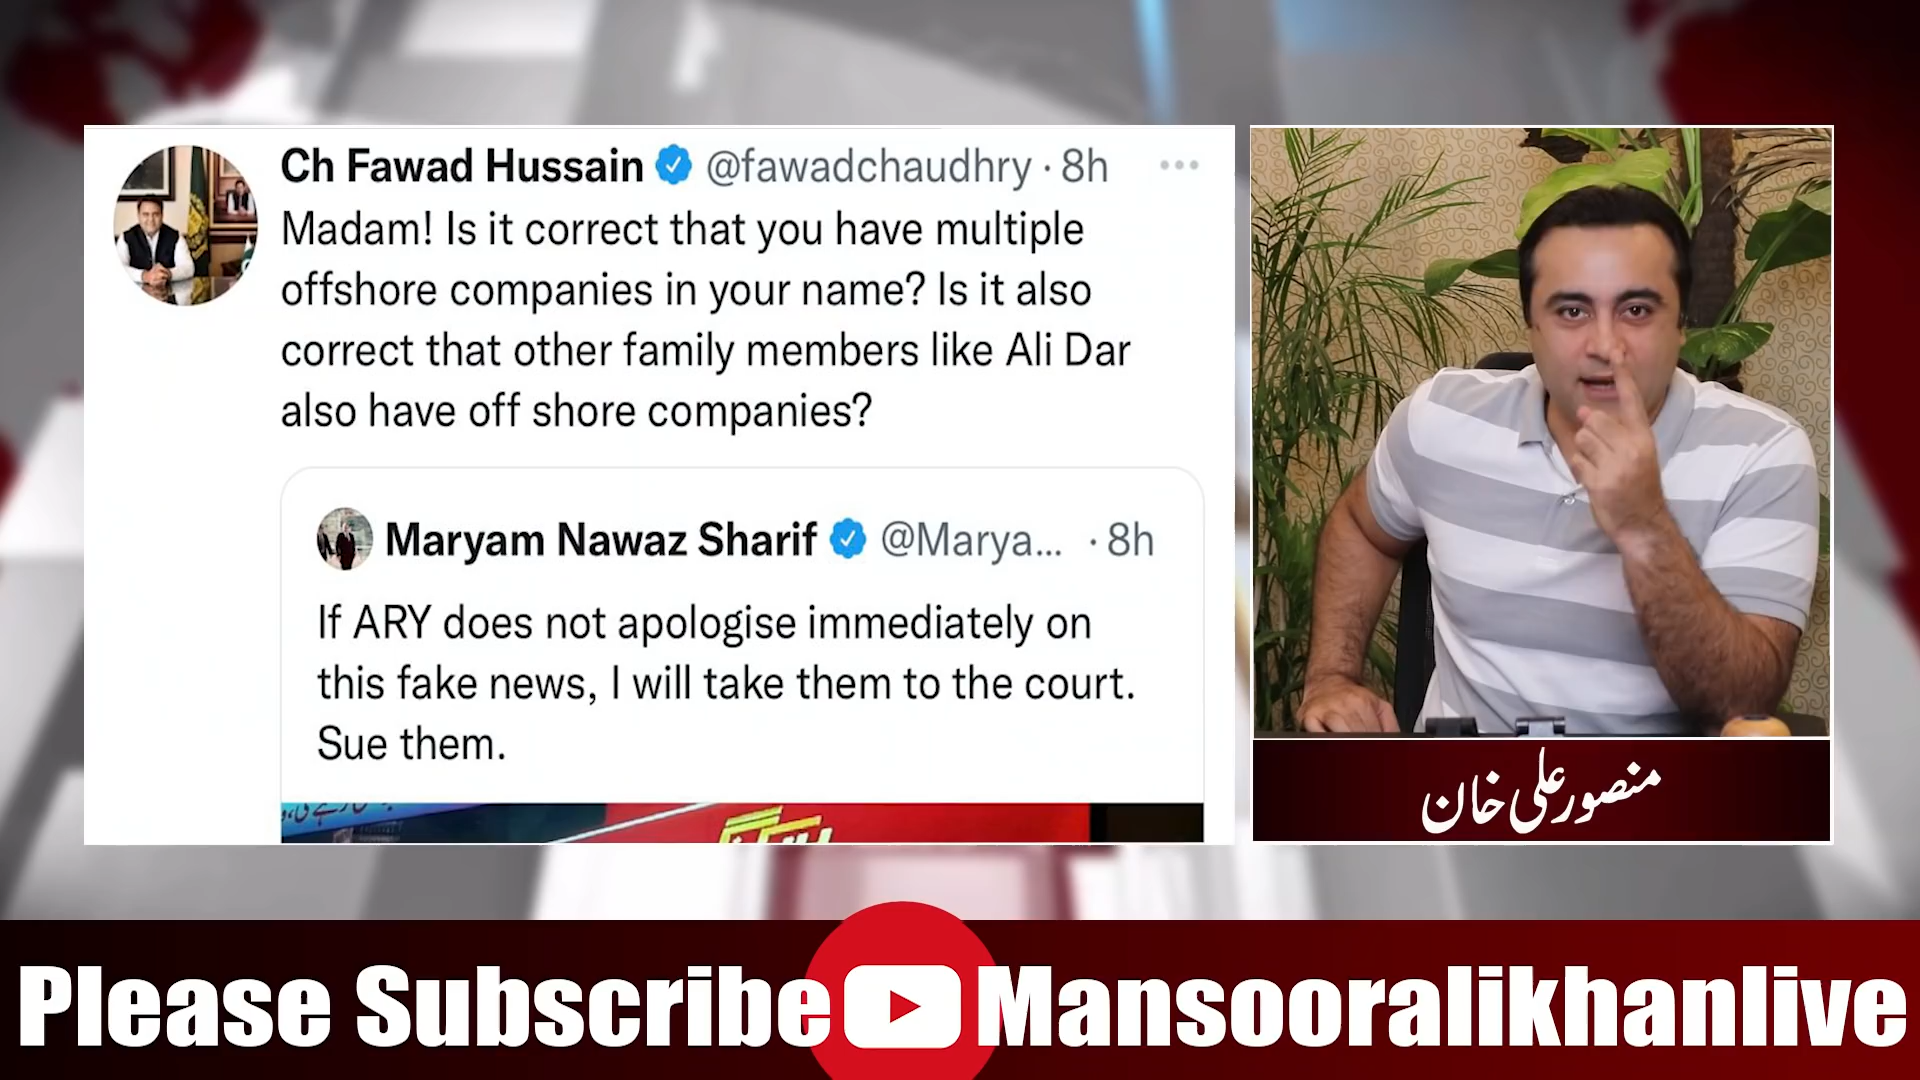 Ch Fawad Hussain @fawadchaudhry · 8h
Madam! Is it correct that you have multiple
offshore companies in your name? Is it also
correct that other family members like Ali Dar
also have off shore companies?
Maryam Nawaz Sharif @Marya... · 8h
If ARY does not apologise immediately on
this fake news, I will take them to the court.
Sue them.
منصور علی خان
Please Subscribe Mansooralikhanlive